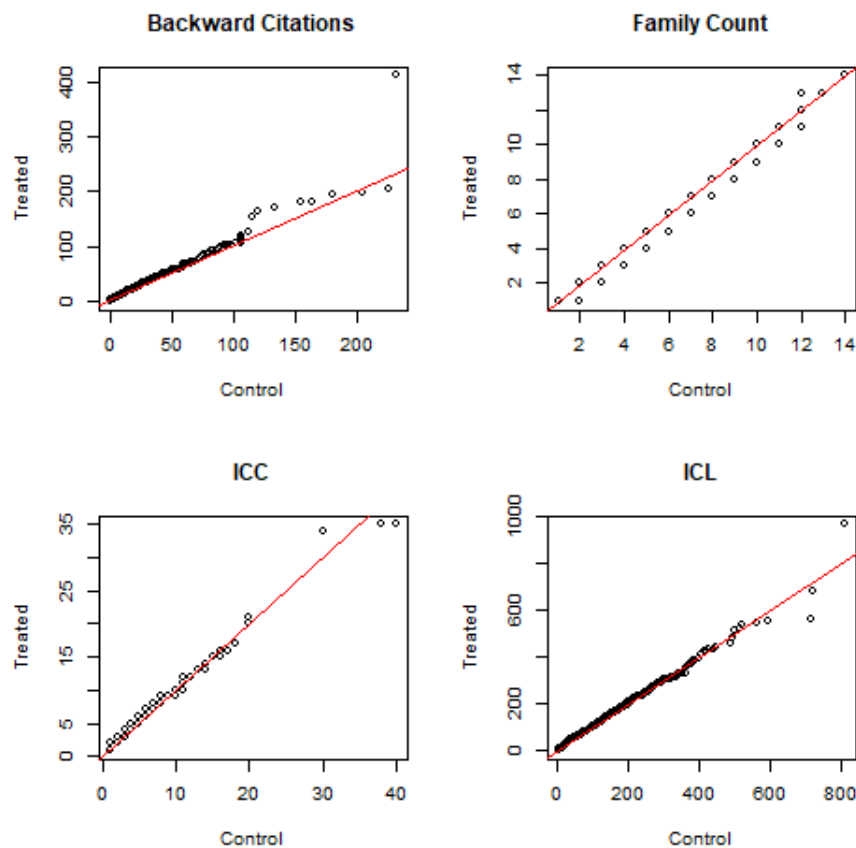 Backward Citations
Treated
400
300
200
100
0
0 50 100 150 200
Control
Family Count
Treated
14
10
8
6
4
2
2 4 6 8 10 12 14
Control
ICC
Treated
35
25
15
5
0
0 10 20 30 40
Control
ICL
Treated
1000
600
200
0
0 200 400 600 800
Control